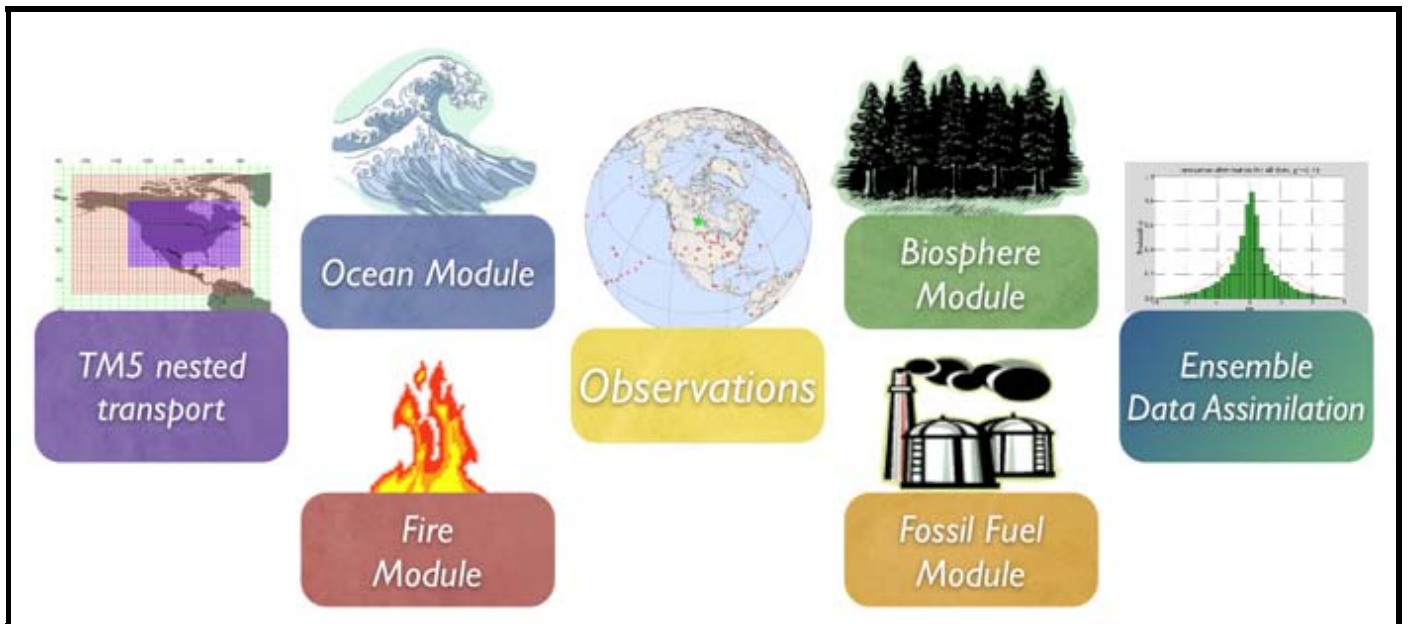 TM5 nested
transport
Ocean Module
Fire
Module
Observations
Biosphere
Module
Fossil Fuel
Module
Ensemble
Data Assimilation